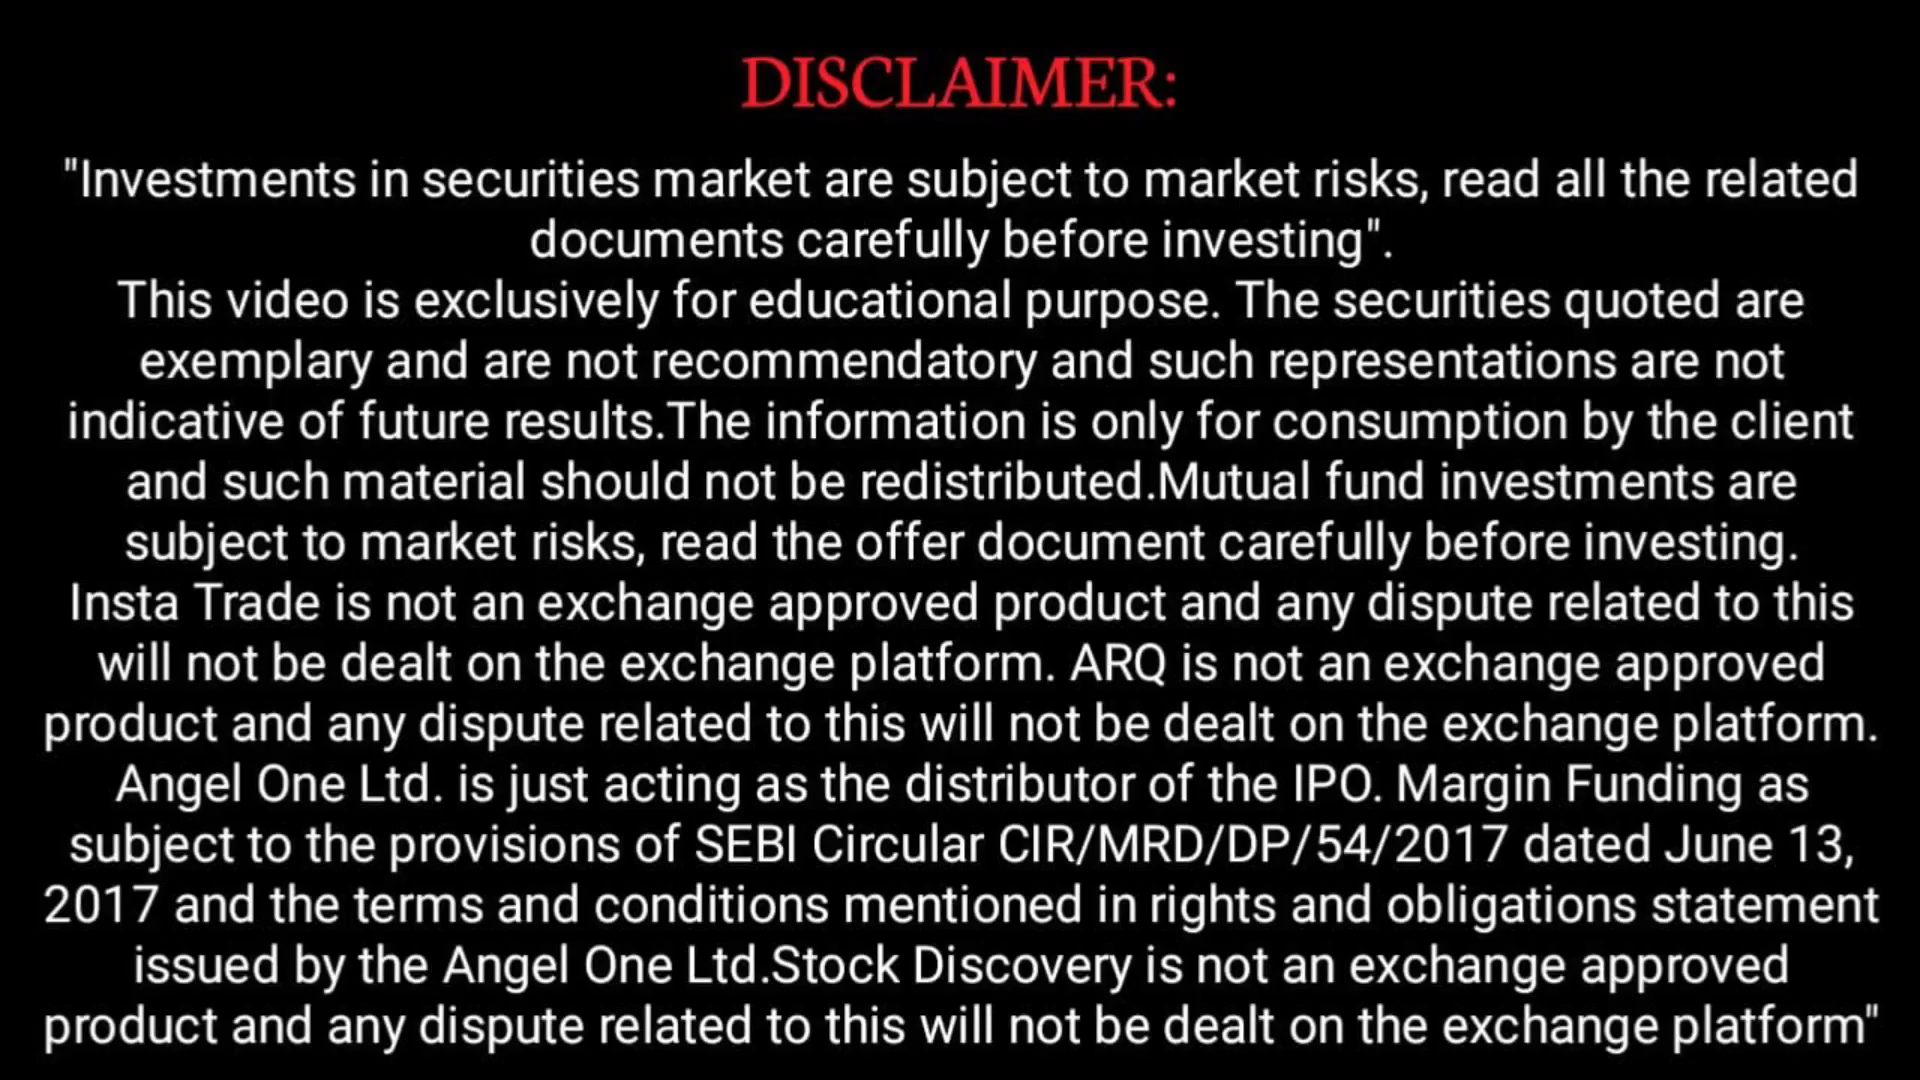 DISCLAIMER:
"Investments in securities market are subject to market risks, read all the related
documents carefully before investing".
This video is exclusively for educational purpose. The securities quoted are
exemplary and are not recommendatory and such representations are not
indicative of future results.The information is only for consumption by the client
and such material should not be redistributed.Mutual fund investments are
subject to market risks, read the offer document carefully before investing.
Insta Trade is not an exchange approved product and any dispute related to this
will not be dealt on the exchange platform. ARQ is not an exchange approved
product and any dispute related to this will not be dealt on the exchange platform.
Angel One Ltd. is just acting as the distributor of the IPO. Margin Funding as
subject to the provisions of SEBI Circular CIR/MRD/DP/54/2017 dated June 13,
2017 and the terms and conditions mentioned in rights and obligations statement
issued by the Angel One Ltd.Stock Discovery is not an exchange approved
product and any dispute related to this will not be dealt on the exchange platform"